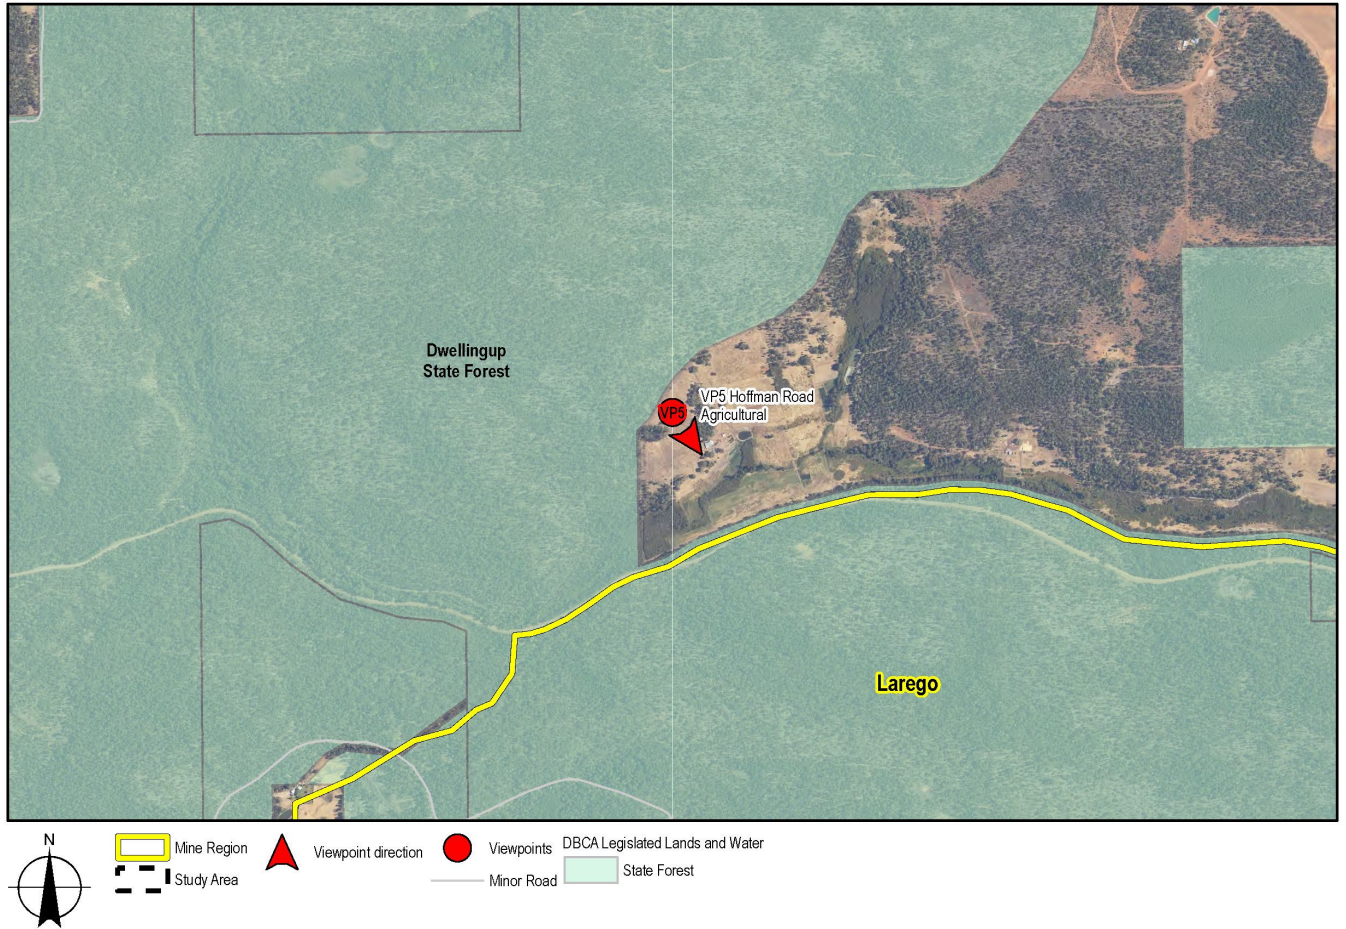 Dwellingup
State Forest
VP5
VP5 Hoffman Road
Agricultural
Larego
N
Mine Region
Study Area
Viewpoint direction
Viewpoints
Minor Road
DBCA Legislated Lands and Water
State Forest